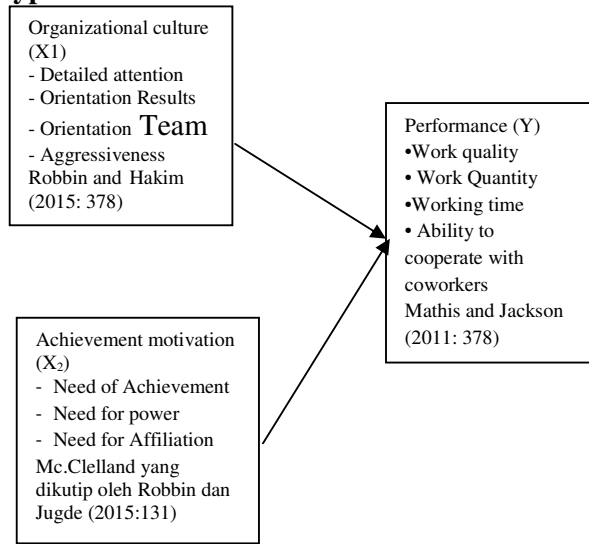 Organizational culture
(X1)
- Detailed attention
- Orientation Results
- Orientation Team
- Aggressiveness
Robbin and Hakim
(2015: 378)
Performance (Y)
•Work quality
• Work Quantity
•Working time
• Ability to
cooperate with
coworkers
Mathis and Jackson
(2011: 378)
Achievement motivation
(X₂)
- Need of Achievement
- Need for power
- Need for Affiliation
Mc.Clelland yang
dikutip oleh Robbin dan
Jugde (2015:131)